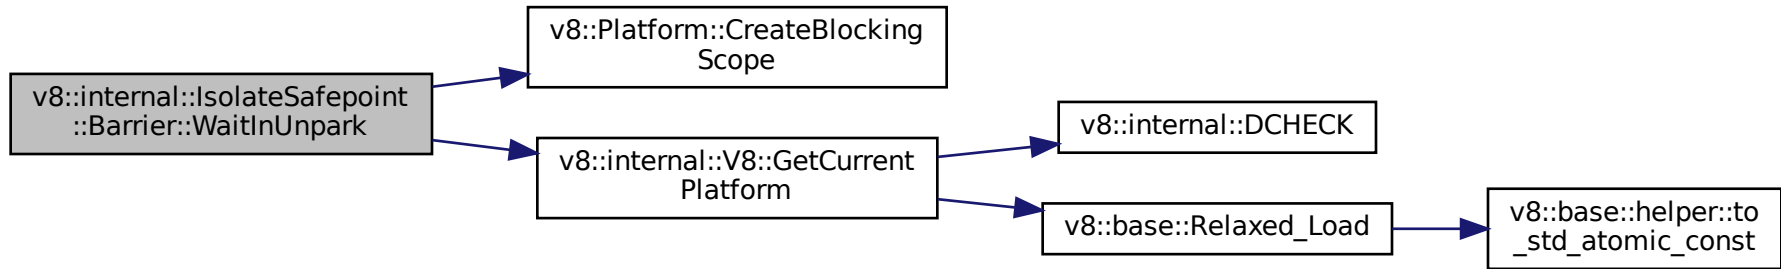 v8::Platform::CreateBlocking
Scope
v8::internal::IsolateSafepoint
::Barrier::WaitInUnpark
v8::internal::DCHECK
v8::internal::V8::GetCurrent
Platform
v8::base::Relaxed_Load
v8::base::helper::to
_std_atomic_const